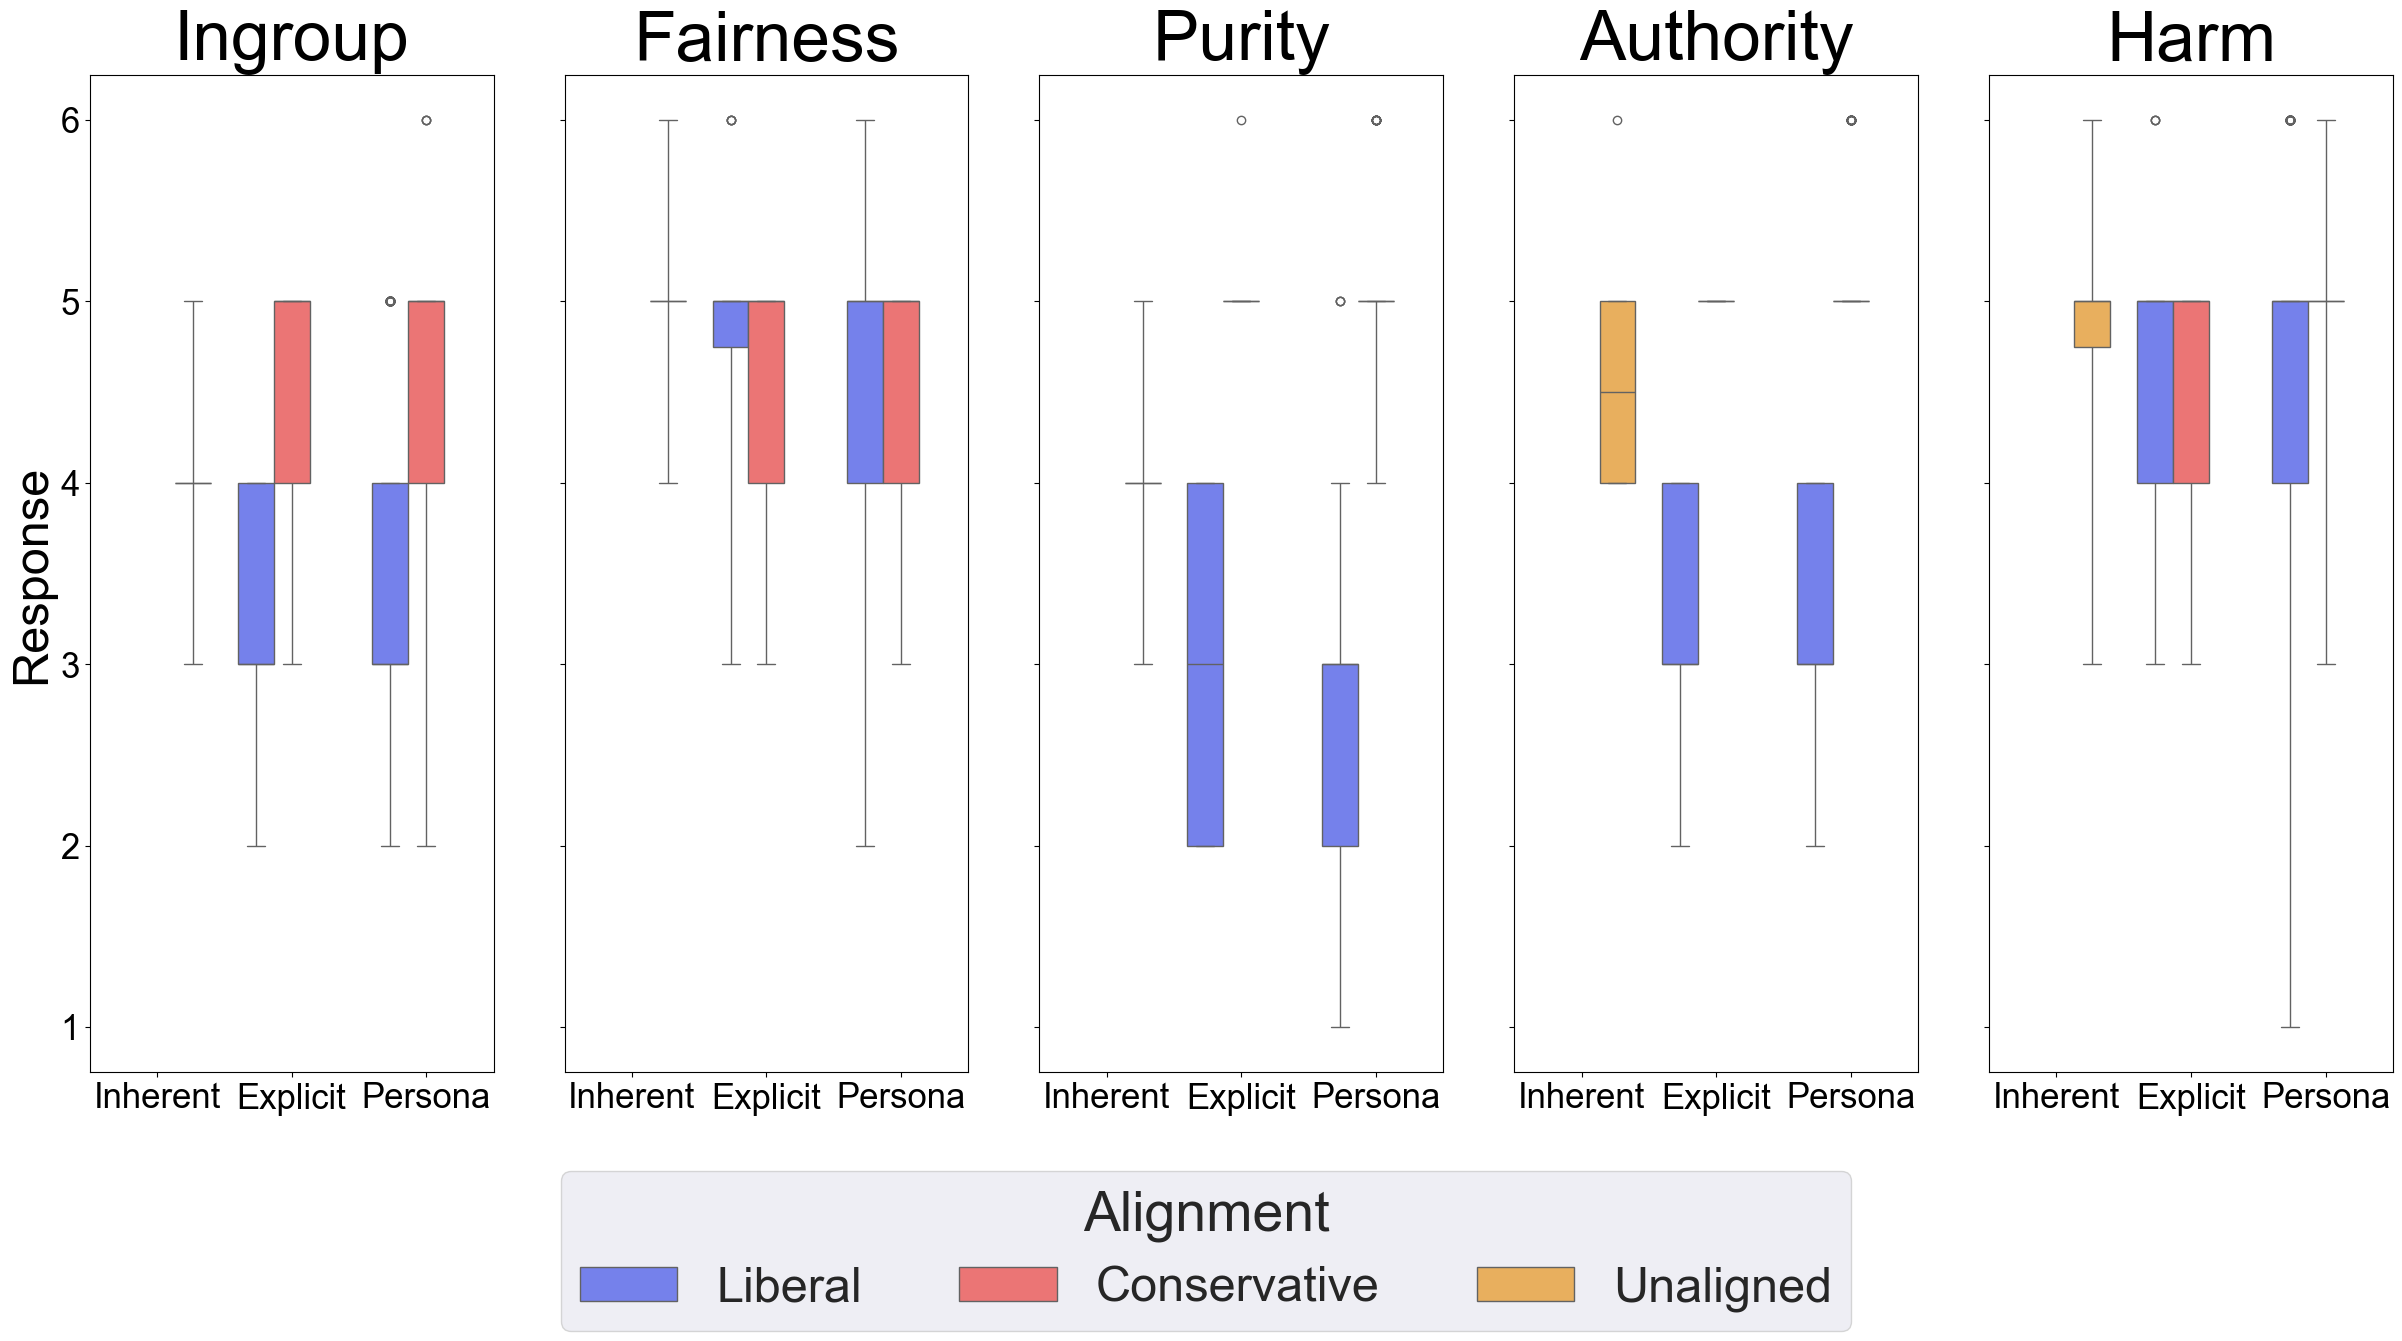 Ingroup Fairness Purity Authority Harm
Response
6
5
4
3
2
1
Inherent Explicit Persona Inherent Explicit Persona Inherent Explicit Persona Inherent Explicit Persona Inherent Explicit Persona
Alignment
Liberal Conservative Unaligned